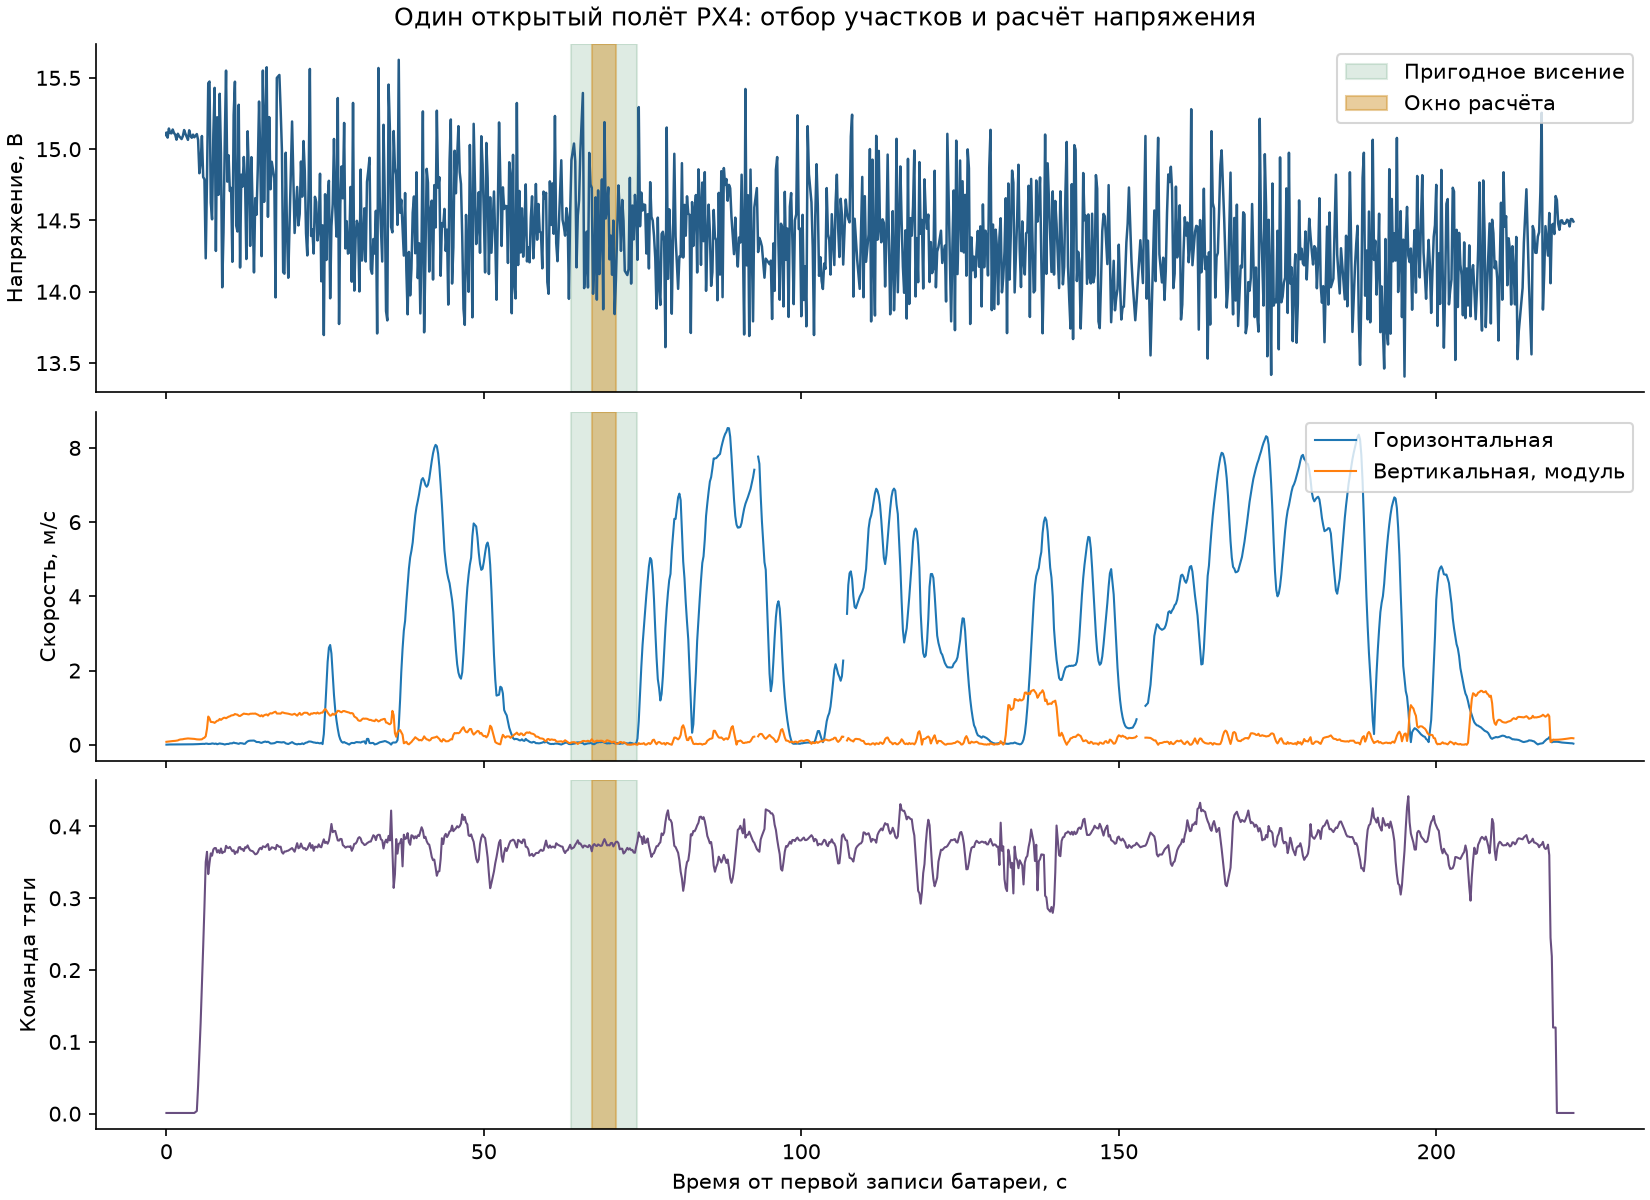 Один открытый полёт PX4: отбор участков и расчёт напряжения
Напряжение, В
15.5
15.0
14.5
14.0
13.5
Пригодное висение
Окно расчёта
Скорость, м/с
8
6
4
2
0
Горизонтальная
Вертикальная, модуль
Команда тяги
0.4
0.3
0.2
0.1
0.0
0 50 100 150 200
Время от первой записи батареи, с